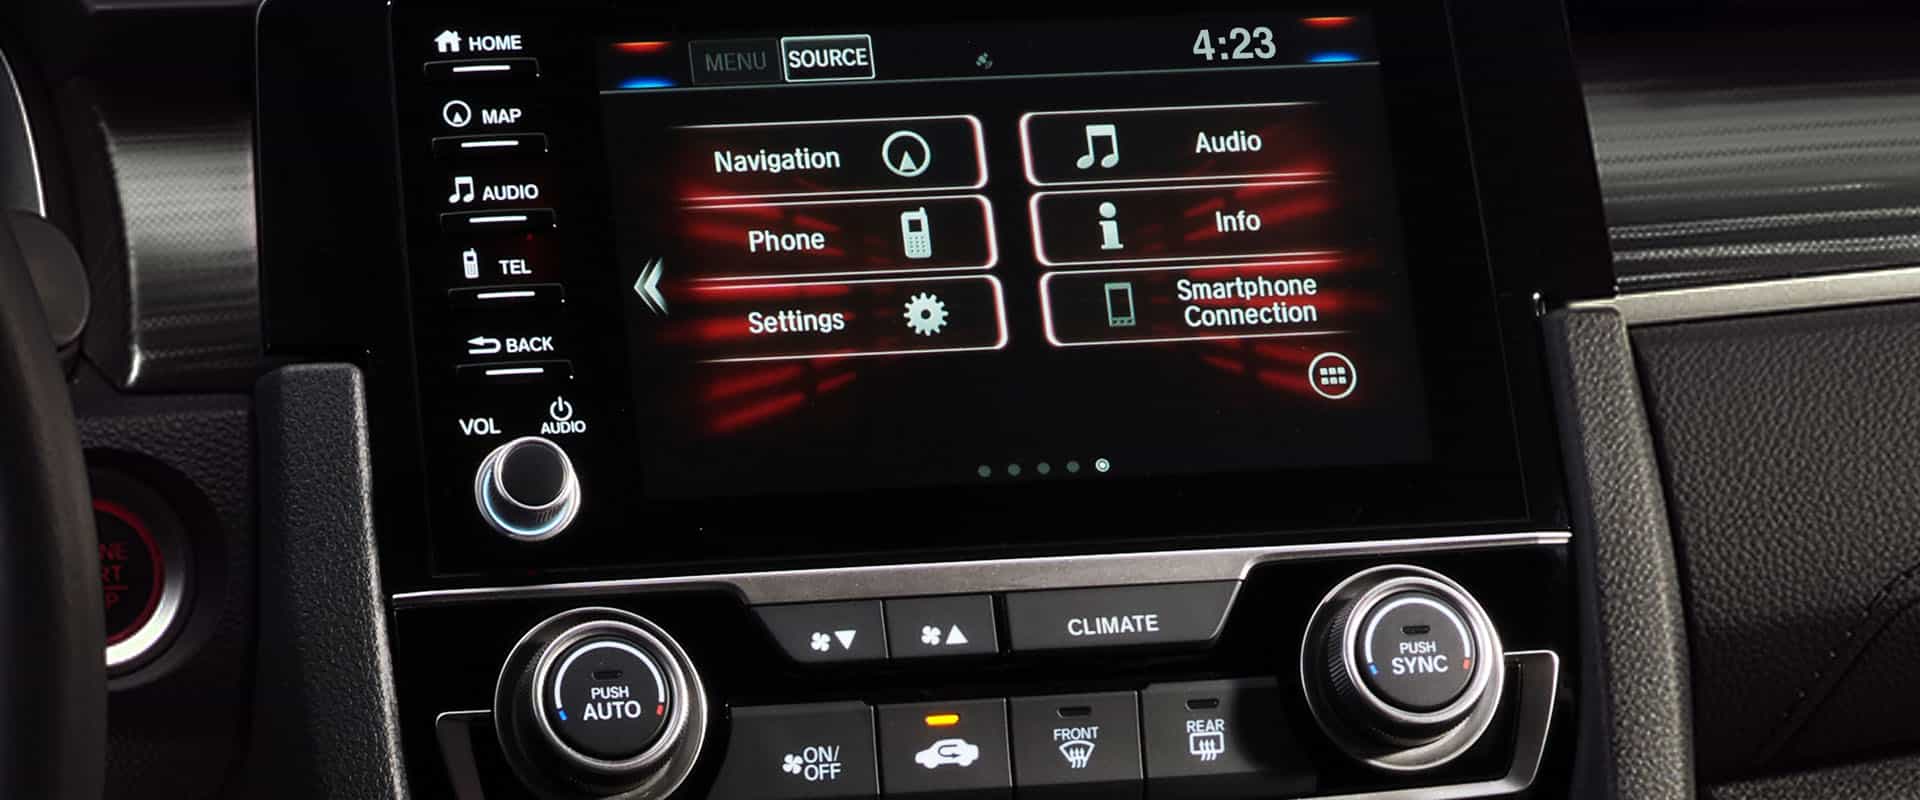 HOME
MAP
AUDIO
TEL
BACK
VOL
AUDIO
MENU
SOURCE
4:23
Navigation
Audio
Phone
Info
Settings
Smartphone
Connection
CLIMATE
PUSH
AUTO
PUSH
SYNC
ON/
OFF
FRONT
REAR